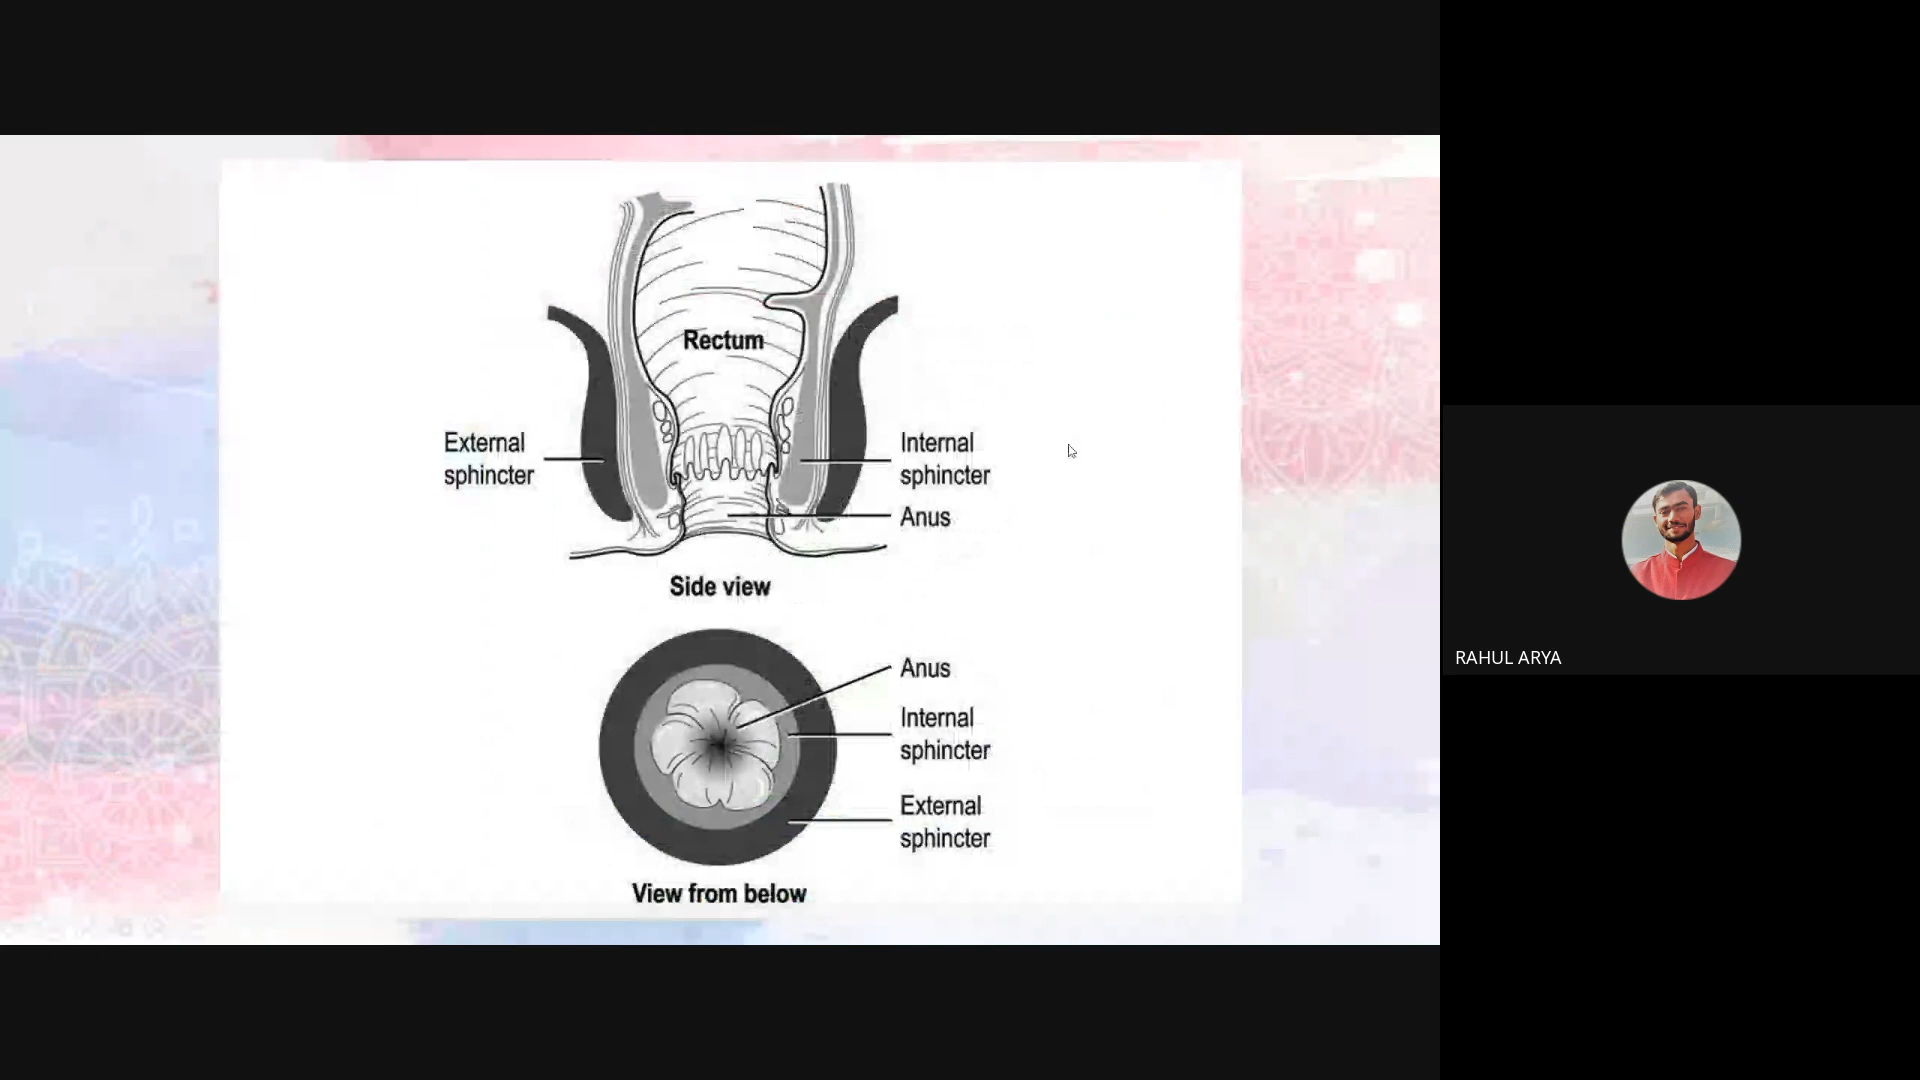 Rectum
External
sphincter
Internal
sphincter
Anus
Side view
Anus
Internal
sphincter
External
sphincter
View from below
RAHUL ARYA